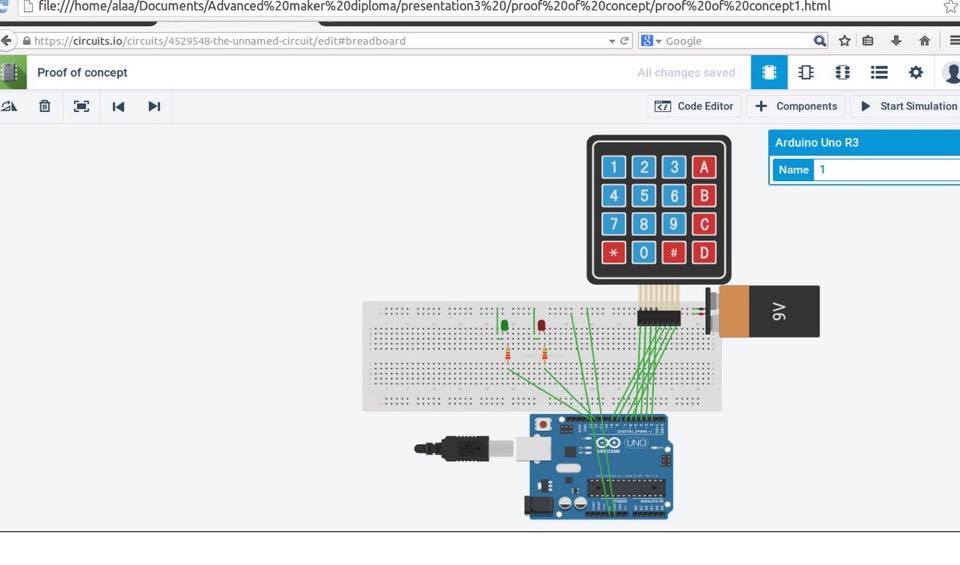 file:///home/alaa/Documents/Advanced%20maker%20diploma/presentation3%20/proof%20of%20concept/proof%20of%20concept1.html
https://circuits.io/circuits/4529548-the-unnamed-circuit/edit#breadboard
Google
Proof of concept
All changes saved
Code Editor
Components
Start Simulation
Arduino Uno R3
Name 1
1 2 3 A
4 5 6 B
7 8 9 C
* 0 # D
9V
DIGITAL (PWM~)
UNO
ARDUINO
POWER
ANALOG IN